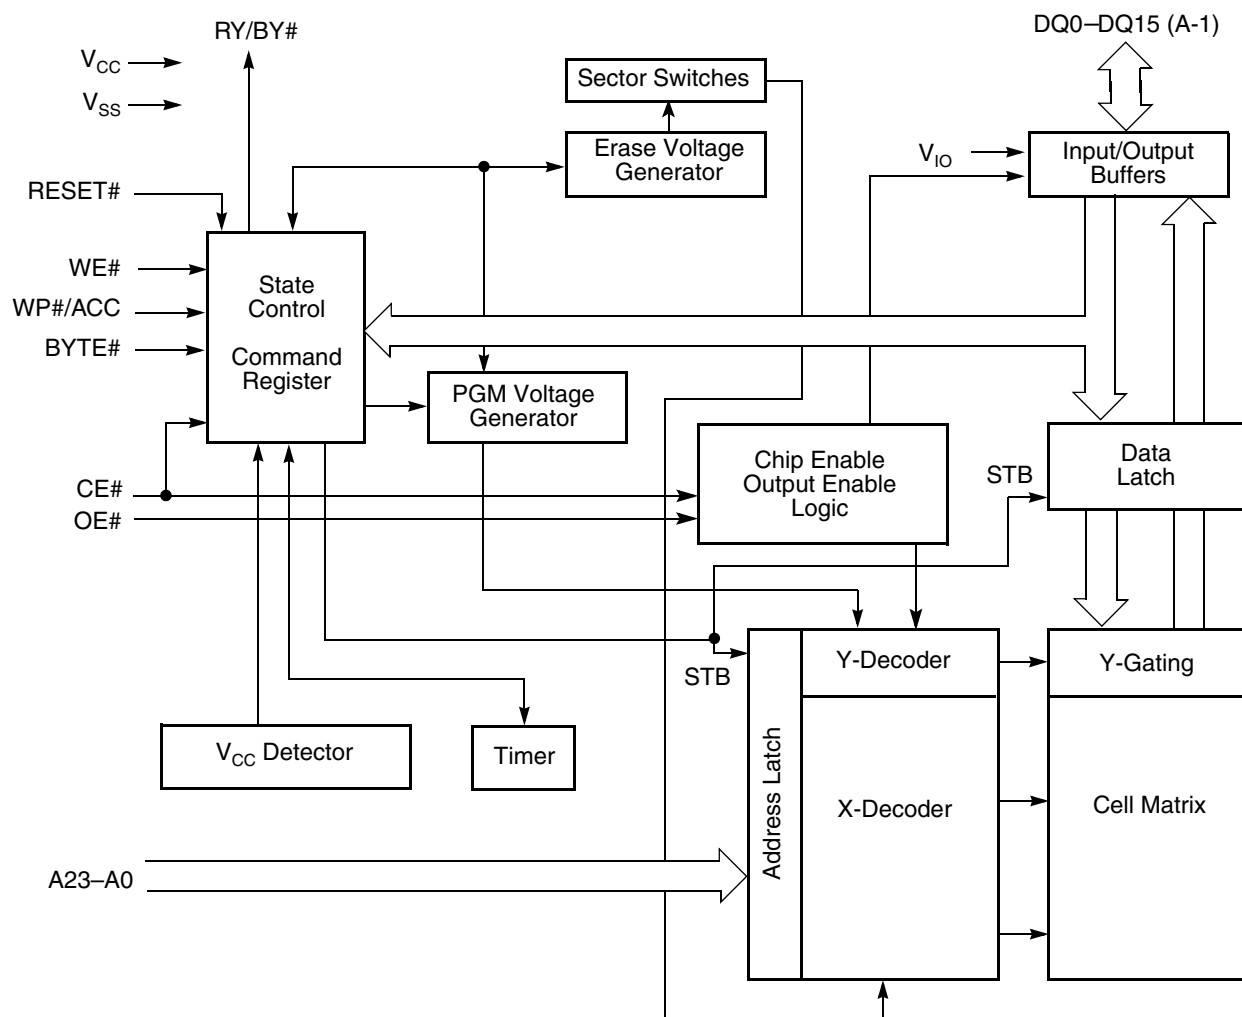 RY/BY#
DQ0–DQ15 (A-1)
VCC
VSS
Sector Switches
Erase Voltage
Generator
VIO
Input/Output
Buffers
RESET#
WE#
WP#/ACC
BYTE#
State
Control
Command
Register
PGM Voltage
Generator
Chip Enable
Output Enable
Logic
STB
Data
Latch
CE#
OE#
STB
Y-Decoder
Y-Gating
VCC Detector
Timer
Address Latch
X-Decoder
Cell Matrix
A23–A0